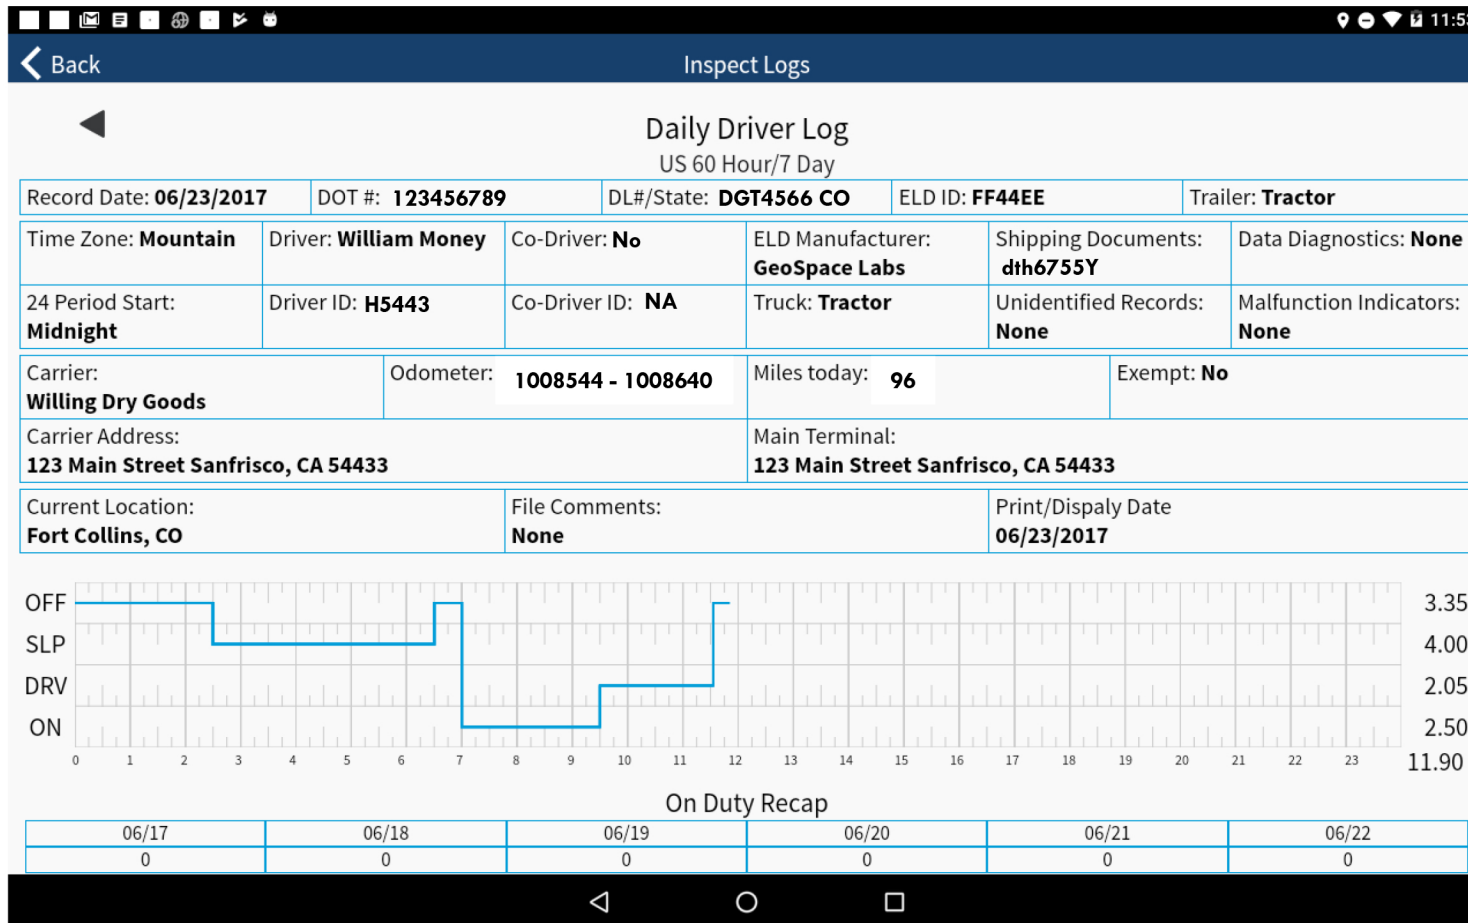 11:53
Back
Inspect Logs
Daily Driver Log
US 60 Hour/7 Day
Record Date: 06/23/2017 DOT #: 123456789 DL#/State: DGT4566 CO ELD ID: FF44EE Trailer: Tractor
Time Zone: Mountain Driver: William Money Co-Driver: No ELD Manufacturer: GeoSpace Labs Shipping Documents: dth6755Y Data Diagnostics: None
24 Period Start: Midnight Driver ID: H5443 Co-Driver ID: NA Truck: Tractor Unidentified Records: None Malfunction Indicators: None
Carrier: Willing Dry Goods Odometer: 1008544 - 1008640 Miles today: 96 Exempt: No
Carrier Address: 123 Main Street Sanfrisco, CA 54433 Main Terminal: 123 Main Street Sanfrisco, CA 54433
Current Location: Fort Collins, CO File Comments: None Print/Dispaly Date 06/23/2017
OFF 3.35
SLP 4.00
DRV 2.05
ON 2.50
0 1 2 3 4 5 6 7 8 9 10 11 12 13 14 15 16 17 18 19 20 21 22 23 11.90
On Duty Recap
06/17 06/18 06/19 06/20 06/21 06/22
0 0 0 0 0 0